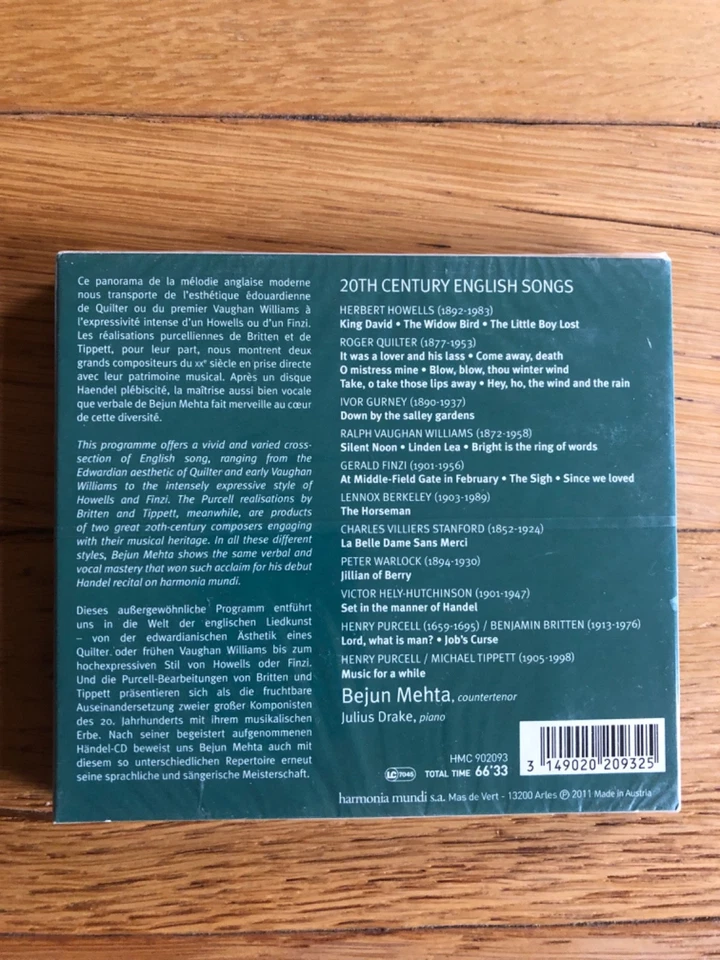 Ce panorama de la mélodie anglaise moderne
nous transporte de l'esthétique édouardienne
de Quilter ou du premier Vaughan Williams à
l'expressivité intense d'un Howells ou d'un Finzi.
Les réalisations purcelliennes de Britten et de
Tippett, pour leur part, nous montrent deux
grands compositeurs du XXe siècle en prise directe
avec leur patrimoine musical. Après un disque
Haendel plébiscité, la maîtrise aussi bien vocale
que verbale de Bejun Mehta fait merveille au cœur
de cette diversité.
This programme offers a vivid and varied cross-
section of English song, ranging from the
Edwardian aesthetic of Quilter and early Vaughan
Williams to the intensely expressive style of
Howells and Finzi. The Purcell realisations by
Britten and Tippett, meanwhile, are products
of two great 20th-century composers engaging
with their musical heritage. In all these different
styles, Bejun Mehta shows the same verbal and
vocal mastery that won such acclaim for his debut
Handel recital on harmonia mundi.
Dieses außergewöhnliche Programm entführt
uns in die Welt der englischen Liedkunst
– von der edwardianischen Ästhetik eines
Quilter oder frühen Vaughan Williams bis zum
hochexpressiven Stil von Howells oder Finzi.
Und die Purcell-Bearbeitungen von Britten und
Tippett präsentieren sich als die fruchtbare
Auseinandersetzung zweier großer Komponisten
des 20. Jahrhunderts mit ihrem musikalischen
Erbe. Nach seiner begeistert aufgenommenen
Händel-CD beweist uns Bejun Mehta auch mit
diesem so unterschiedlichen Repertoire erneut
seine sprachliche und sängerische Meisterschaft.
20TH CENTURY ENGLISH SONGS
HERBERT HOWELLS (1892-1983)
King David • The Widow Bird • The Little Boy Lost
ROGER QUILTER (1877-1953)
It was a lover and his lass • Come away, death
O mistress mine • Blow, blow, thou winter wind
Take, o take those lips away • Hey, ho, the wind and the rain
IVOR GURNEY (1890-1937)
Down by the salley gardens
RALPH VAUGHAN WILLIAMS (1872-1958)
Silent Noon • Linden Lea • Bright is the ring of words
GERALD FINZI (1901-1956)
At Middle-Field Gate in February • The Sigh • Since we loved
LENNOX BERKELEY (1903-1989)
The Horseman
CHARLES VILLIERS STANFORD (1852-1924)
La Belle Dame Sans Merci
PETER WARLOCK (1894-1930)
Jillian of Berry
VICTOR HELY-HUTCHINSON (1901-1947)
Set in the manner of Handel
HENRY PURCELL (1659-1695) / BENJAMIN BRITTEN (1913-1976)
Lord, what is man? • Job's Curse
HENRY PURCELL / MICHAEL TIPPETT (1905-1998)
Music for a while
Bejun Mehta, countertenor
Julius Drake, piano
HMC 902093
LC 7045 TOTAL TIME 66'33
3 149020 209325
harmonia mundi s.a. Mas de Vert - 13200 Arles ℗ 2011 Made in Austria